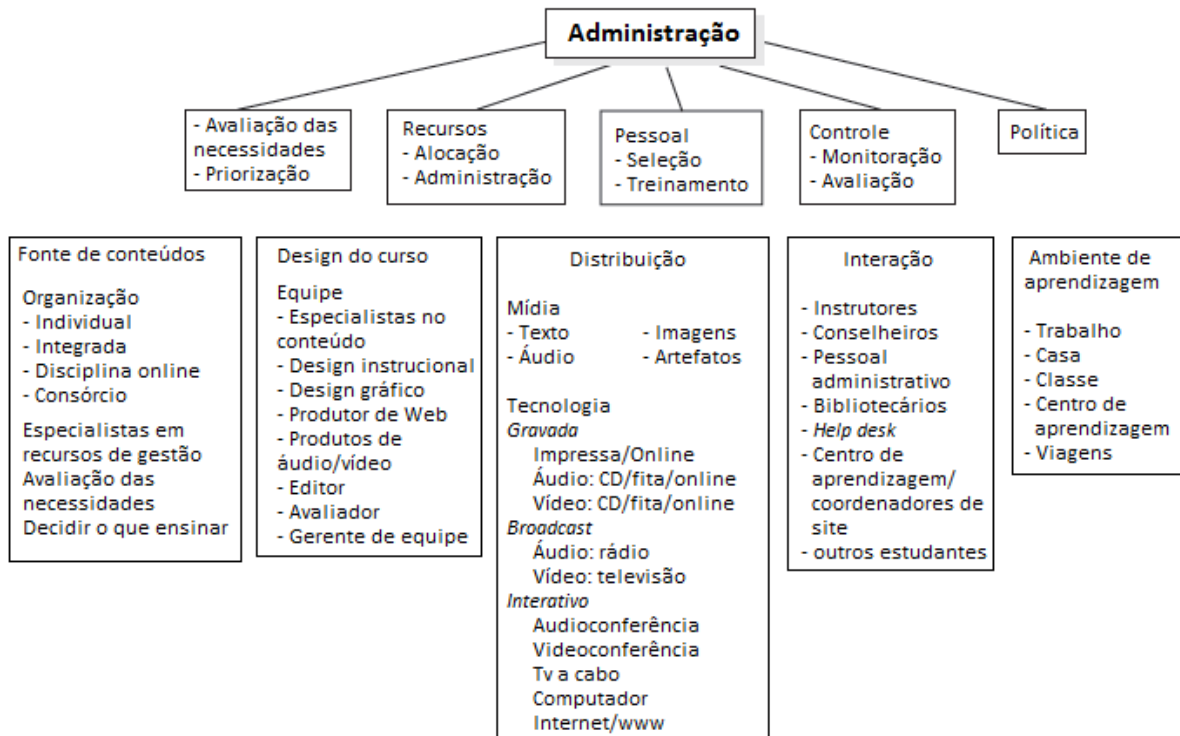 Administração
- Avaliação das
necessidades
- Priorização
Recursos
- Alocação
- Administração
Pessoal
- Seleção
- Treinamento
Controle
- Monitoração
- Avaliação
Política
Fonte de conteúdos
Organização
- Individual
- Integrada
- Disciplina online
- Consórcio
Especialistas em
recursos de gestão
Avaliação das
necessidades
Decidir o que ensinar
Design do curso
Equipe
- Especialistas no
conteúdo
- Design instrucional
- Design gráfico
- Produtor de Web
- Produtos de
áudio/vídeo
- Editor
- Avaliador
- Gerente de equipe
Distribuição
Mídia
- Texto - Imagens
- Áudio - Artefatos
Tecnologia
Gravada
Impressa/Online
Áudio: CD/fita/online
Vídeo: CD/fita/online
Broadcast
Áudio: rádio
Vídeo: televisão
Interativo
Audioconferência
Videoconferência
Tv a cabo
Computador
Internet/www
Interação
- Instrutores
- Conselheiros
- Pessoal
administrativo
- Bibliotecários
- Help desk
- Centro de
aprendizagem/
coordenadores de
site
- outros estudantes
Ambiente de
aprendizagem
- Trabalho
- Casa
- Classe
- Centro de
aprendizagem
- Viagens